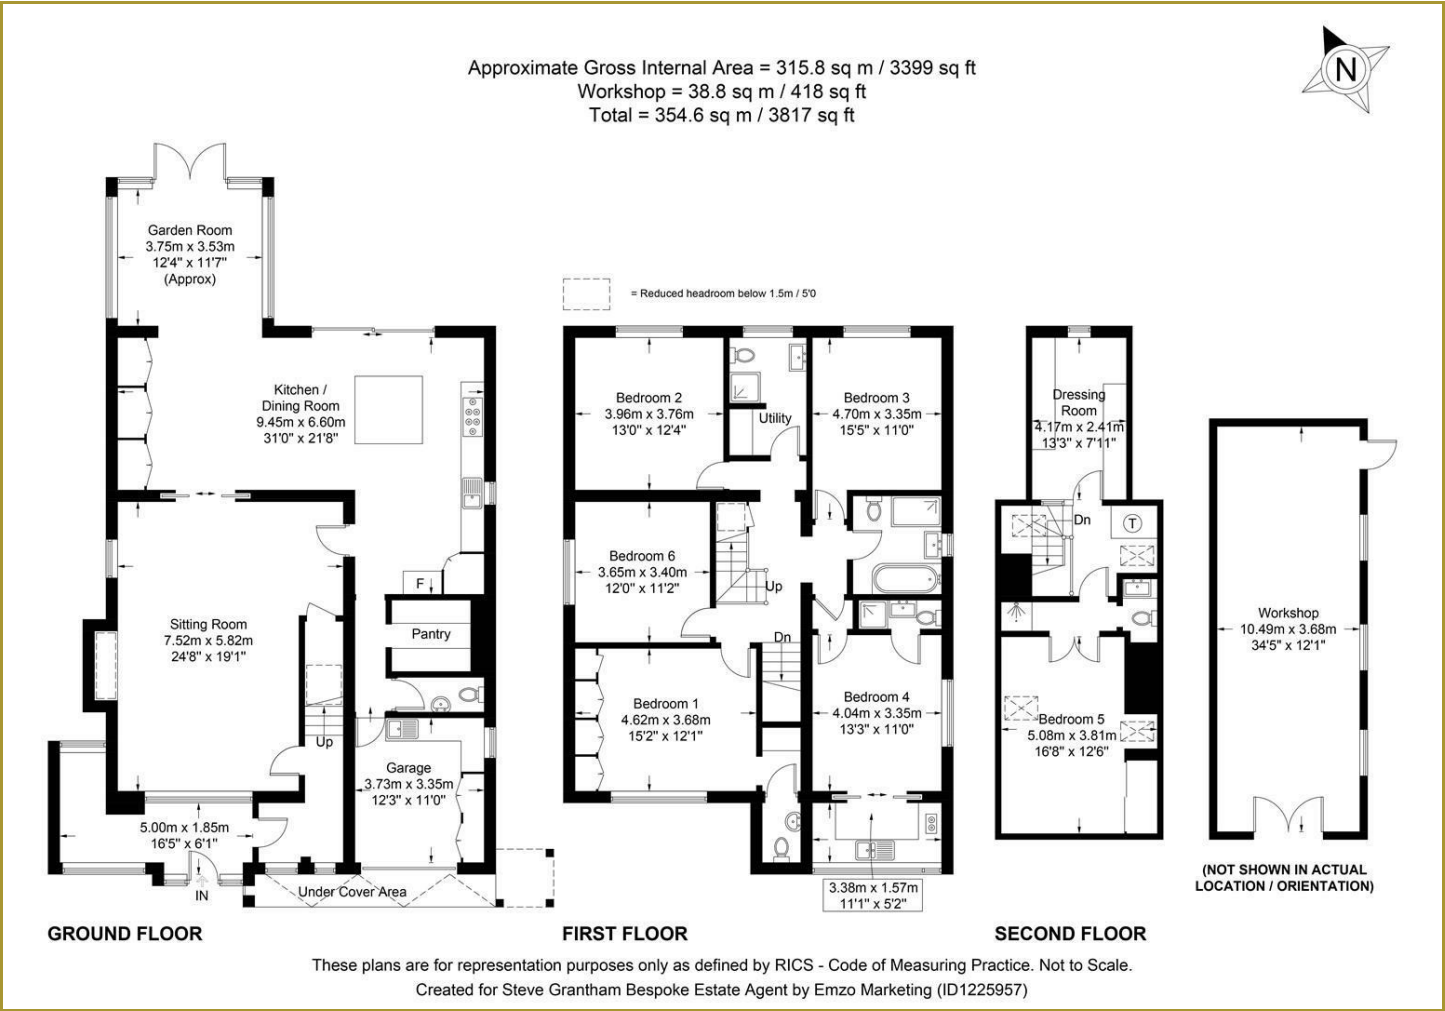 Approximate Gross Internal Area = 315.8 sq m / 3399 sq ft
Workshop = 38.8 sq m / 418 sq ft
Total = 354.6 sq m / 3817 sq ft
N
Garden Room
3.75m x 3.53m
12'4" x 11'7"
(Approx)
Kitchen /
Dining Room
9.45m x 6.60m
31'0" x 21'8"
F
Sitting Room
7.52m x 5.82m
24'8" x 19'1"
Pantry
Up
Garage
3.73m x 3.35m
12'3" x 11'0"
5.00m x 1.85m
16'5" x 6'1"
IN
Under Cover Area
GROUND FLOOR
= Reduced headroom below 1.5m / 5'0
Bedroom 2
3.96m x 3.76m
13'0" x 12'4"
Utility
Bedroom 3
4.70m x 3.35m
15'5" x 11'0"
Bedroom 6
3.65m x 3.40m
12'0" x 11'2"
Up
Dn
Bedroom 1
4.62m x 3.68m
15'2" x 12'1"
Bedroom 4
4.04m x 3.35m
13'3" x 11'0"
3.38m x 1.57m
11'1" x 5'2"
FIRST FLOOR
Dressing
Room
4.17m x 2.41m
13'3" x 7'11"
Dn
T
Bedroom 5
5.08m x 3.81m
16'8" x 12'6"
SECOND FLOOR
Workshop
10.49m x 3.68m
34'5" x 12'1"
(NOT SHOWN IN ACTUAL
LOCATION / ORIENTATION)
These plans are for representation purposes only as defined by RICS - Code of Measuring Practice. Not to Scale.
Created for Steve Grantham Bespoke Estate Agent by Emzo Marketing (ID1225957)